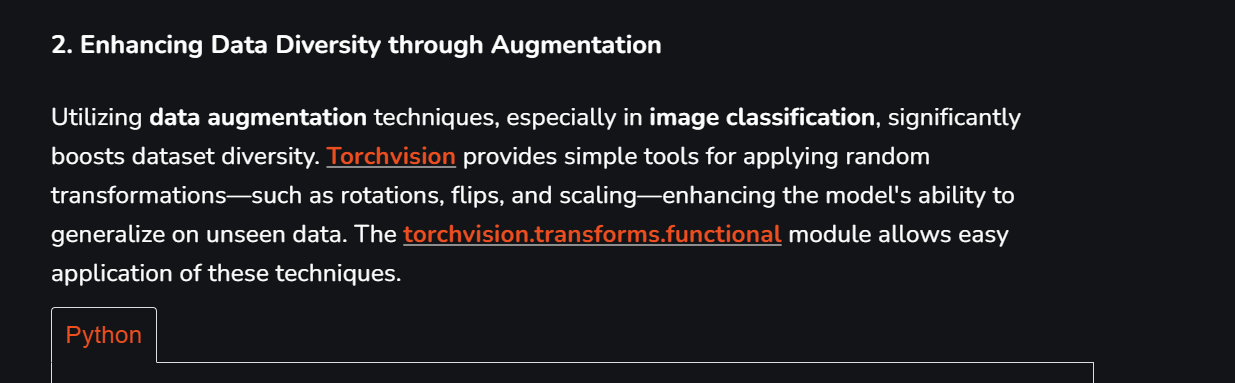 2. Enhancing Data Diversity through Augmentation
Utilizing data augmentation techniques, especially in image classification, significantly
boosts dataset diversity. Torchvision provides simple tools for applying random
transformations—such as rotations, flips, and scaling—enhancing the model's ability to
generalize on unseen data. The torchvision.transforms.functional module allows easy
application of these techniques.
Python